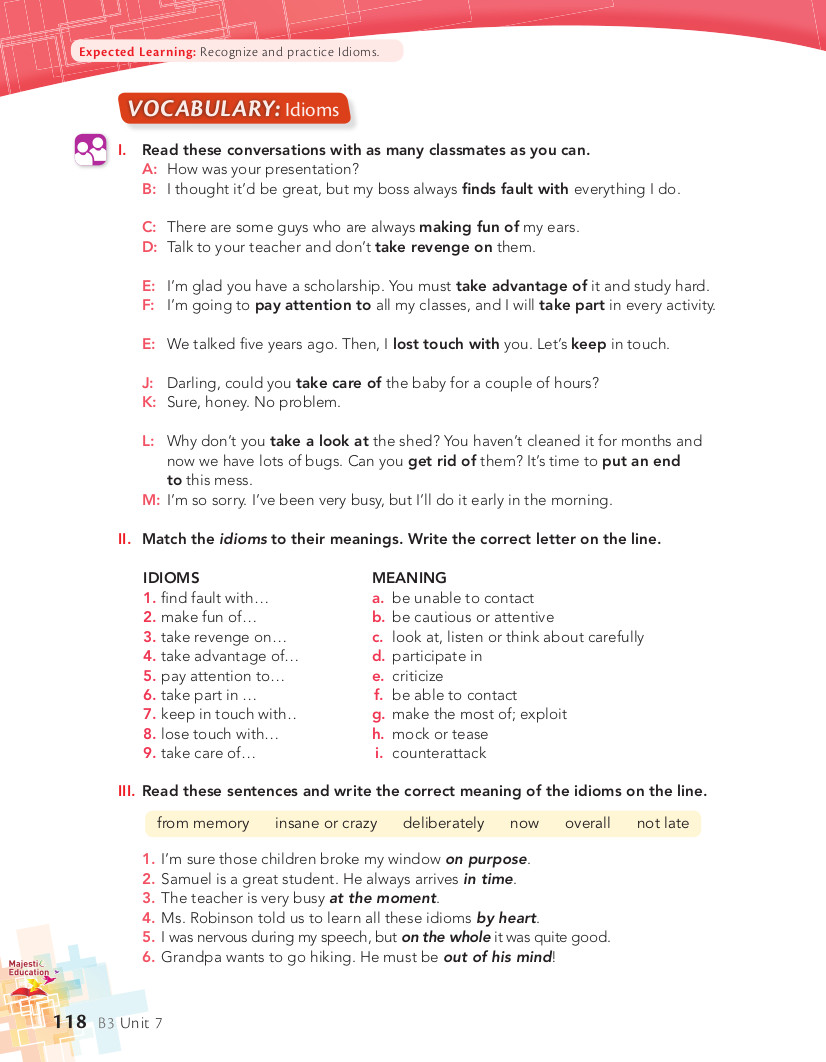 Expected Learning: Recognize and practice Idioms.
VOCABULARY: Idioms
I. Read these conversations with as many classmates as you can.
A: How was your presentation?
B: I thought it'd be great, but my boss always finds fault with everything I do.
C: There are some guys who are always making fun of my ears.
D: Talk to your teacher and don't take revenge on them.
E: I'm glad you have a scholarship. You must take advantage of it and study hard.
F: I'm going to pay attention to all my classes, and I will take part in every activity.
E: We talked five years ago. Then, I lost touch with you. Let's keep in touch.
J: Darling, could you take care of the baby for a couple of hours?
K: Sure, honey. No problem.
L: Why don't you take a look at the shed? You haven't cleaned it for months and
now we have lots of bugs. Can you get rid of them? It's time to put an end
to this mess.
M: I'm so sorry. I've been very busy, but I'll do it early in the morning.
II. Match the idioms to their meanings. Write the correct letter on the line.
IDIOMS
1. find fault with…
2. make fun of…
3. take revenge on…
4. take advantage of…
5. pay attention to…
6. take part in …
7. keep in touch with‥
8. lose touch with…
9. take care of…
MEANING
a. be unable to contact
b. be cautious or attentive
c. look at, listen or think about carefully
d. participate in
e. criticize
f. be able to contact
g. make the most of; exploit
h. mock or tease
i. counterattack
III. Read these sentences and write the correct meaning of the idioms on the line.
from memory insane or crazy deliberately now overall not late
1. I'm sure those children broke my window on purpose.
2. Samuel is a great student. He always arrives in time.
3. The teacher is very busy at the moment.
4. Ms. Robinson told us to learn all these idioms by heart.
5. I was nervous during my speech, but on the whole it was quite good.
6. Grandpa wants to go hiking. He must be out of his mind!
Majestic
Education
118 B3 Unit 7